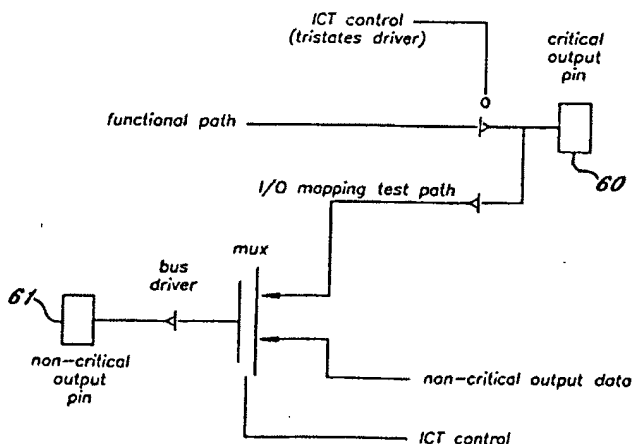 ICT control
(tristates driver)
critical
output
pin
functional path
60
I/O mapping test path
mux
bus
driver
61
non-critical
output
pin
non-critical output data
ICT control